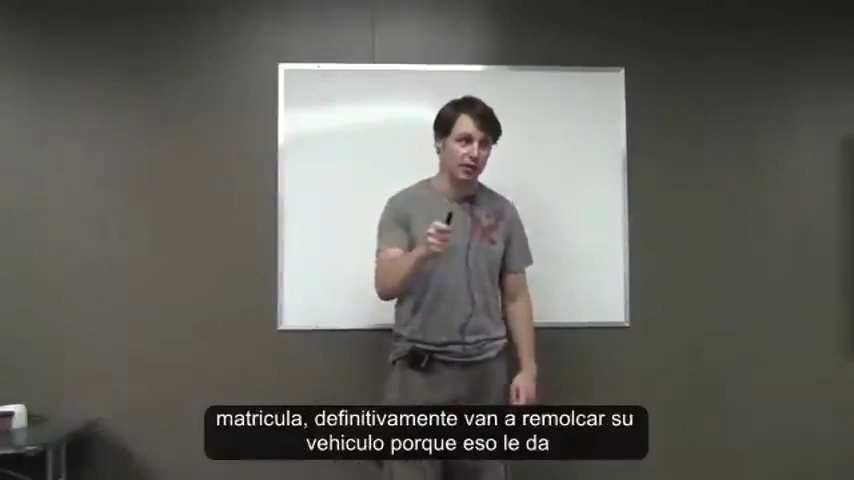 matricula, definitivamente van a remolcar su
vehiculo porque eso le da